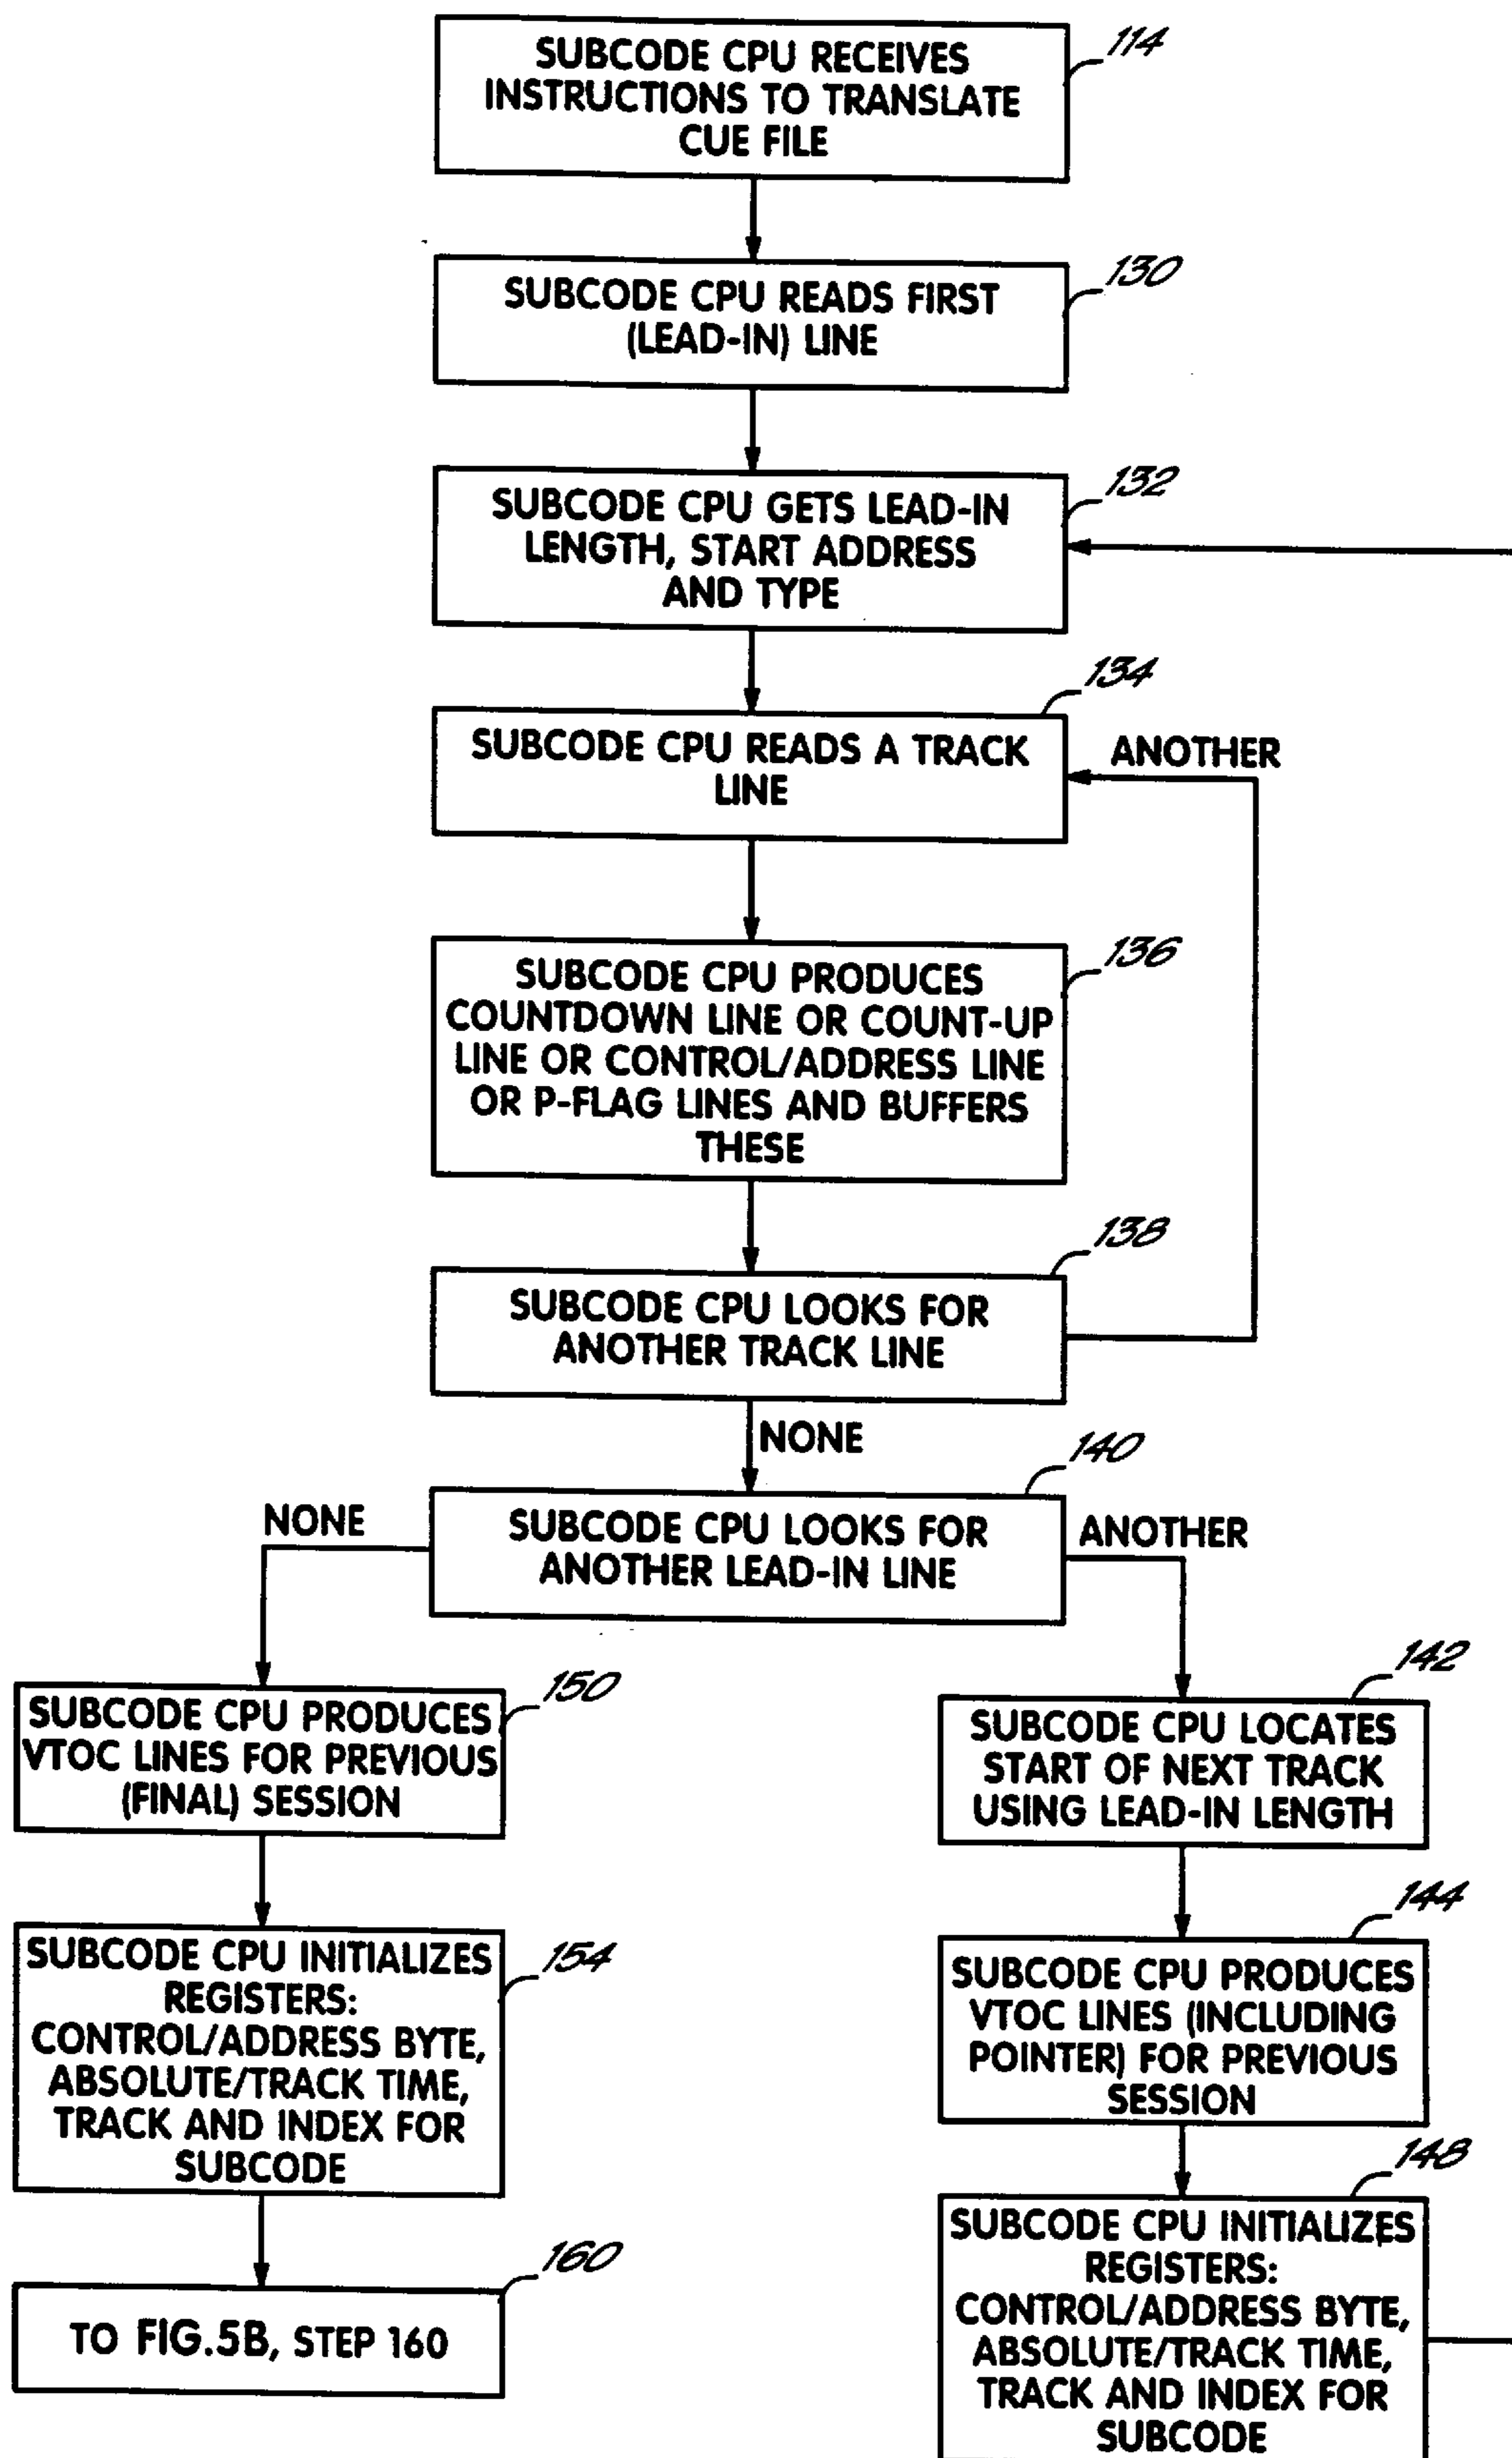 SUBCODE CPU RECEIVES
INSTRUCTIONS TO TRANSLATE
CUE FILE
114
SUBCODE CPU READS FIRST
(LEAD-IN) LINE
130
SUBCODE CPU GETS LEAD-IN
LENGTH, START ADDRESS
AND TYPE
132
SUBCODE CPU READS A TRACK
LINE
134
ANOTHER
SUBCODE CPU PRODUCES
COUNTDOWN LINE OR COUNT-UP
LINE OR CONTROL/ADDRESS LINE
OR P-FLAG LINES AND BUFFERS
THESE
136
SUBCODE CPU LOOKS FOR
ANOTHER TRACK LINE
138
NONE
SUBCODE CPU LOOKS FOR
ANOTHER LEAD-IN LINE
140
NONE
ANOTHER
SUBCODE CPU PRODUCES
VTOC LINES FOR PREVIOUS
(FINAL) SESSION
150
SUBCODE CPU INITIALIZES
REGISTERS:
CONTROL/ADDRESS BYTE,
ABSOLUTE/TRACK TIME,
TRACK AND INDEX FOR
SUBCODE
154
TO FIG.5B, STEP 160
160
SUBCODE CPU LOCATES
START OF NEXT TRACK
USING LEAD-IN LENGTH
142
SUBCODE CPU PRODUCES
VTOC LINES (INCLUDING
POINTER) FOR PREVIOUS
SESSION
144
SUBCODE CPU INITIALIZES
REGISTERS:
CONTROL/ADDRESS BYTE,
ABSOLUTE/TRACK TIME,
TRACK AND INDEX FOR
SUBCODE
148